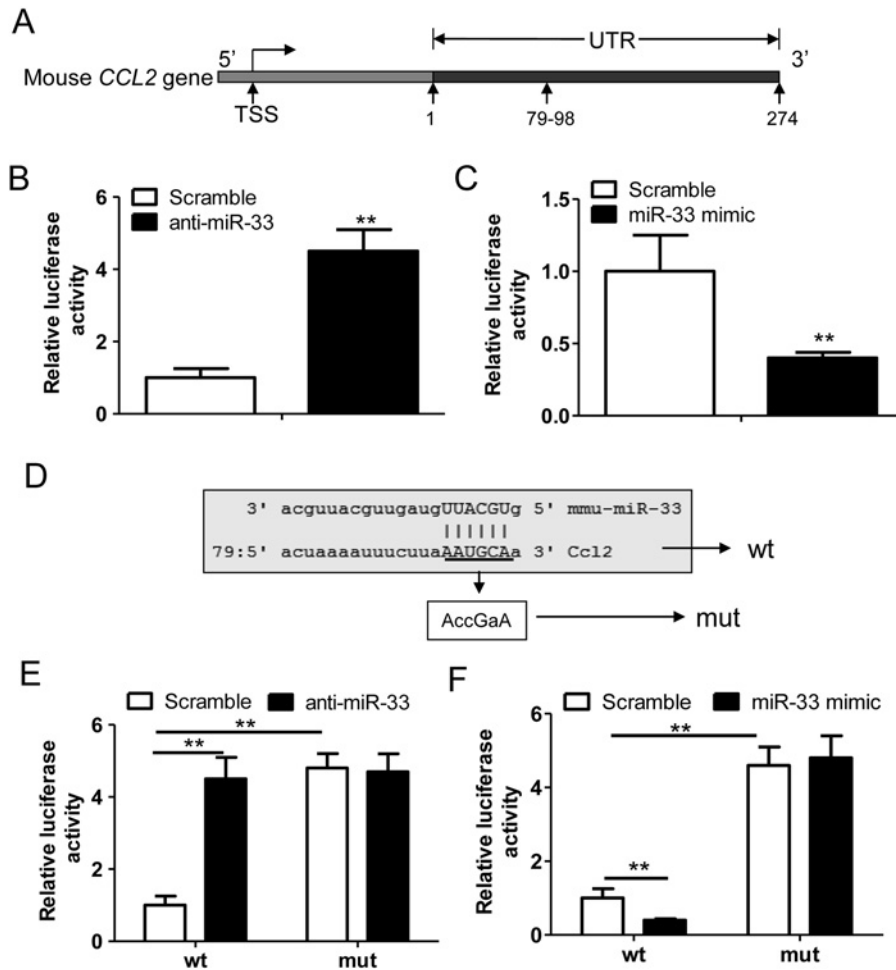 A
5’ UTR 3’
Mouse CCL2 gene
TSS 1 79-98 274
B
Scramble
anti-miR-33
Relative luciferase activity
6
4
2
0
**
C
Scramble
miR-33 mimic
Relative luciferase activity
1.5
1.0
0.5
0.0
**
D
3' acguuacguugaugUUACGUg 5' mmu-miR-33
||||||
79:5' acuaaaauuucuuaAAUGCAa 3' Ccl2
wt
AccGaA
mut
E
Scramble anti-miR-33
Relative luciferase activity
6
4
2
0
**
**
wt mut
F
Scramble miR-33 mimic
Relative luciferase activity
6
4
2
0
**
**
wt mut